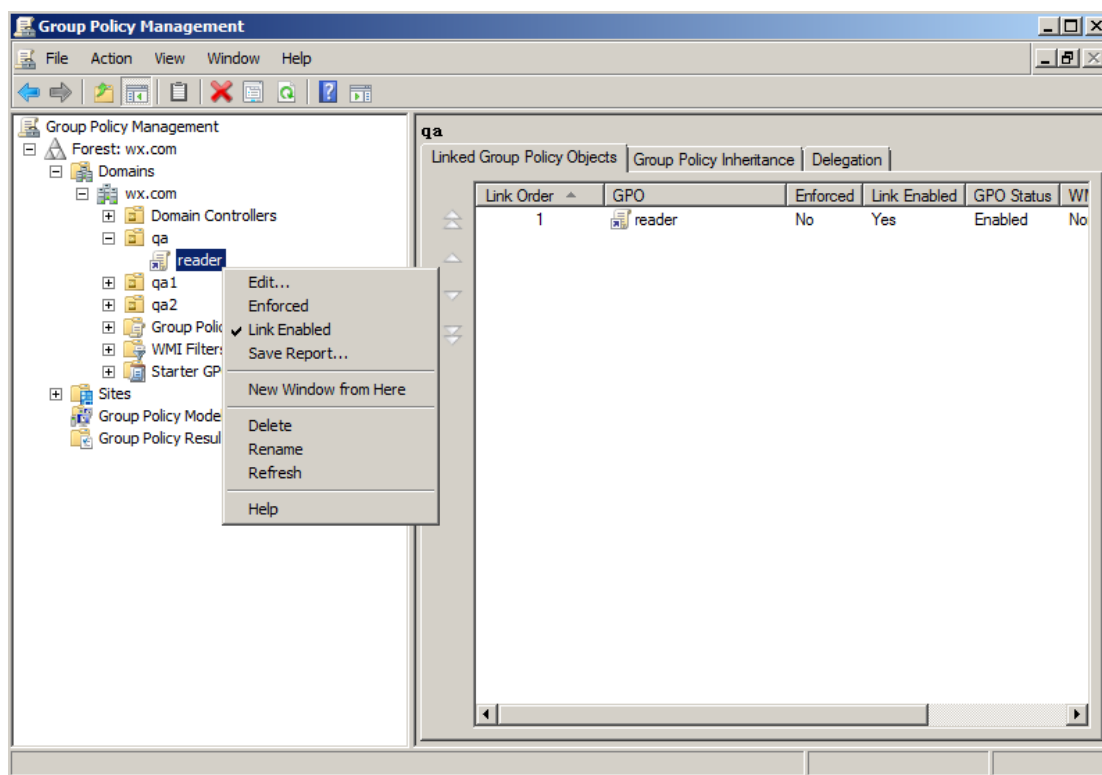 Group Policy Management
File Action View Window Help
Group Policy Management
Forest: wx.com
Domains
wx.com
Domain Controllers
qa
reader
qa1
qa2
Group Polic
WMI Filter
Starter GP
Sites
Group Policy Mode
Group Policy Resul
Edit...
Enforced
Link Enabled
Save Report...
New Window from Here
Delete
Rename
Refresh
Help
qa
Linked Group Policy Objects Group Policy Inheritance Delegation
Link Order GPO Enforced Link Enabled GPO Status WM
1 reader No Yes Enabled No